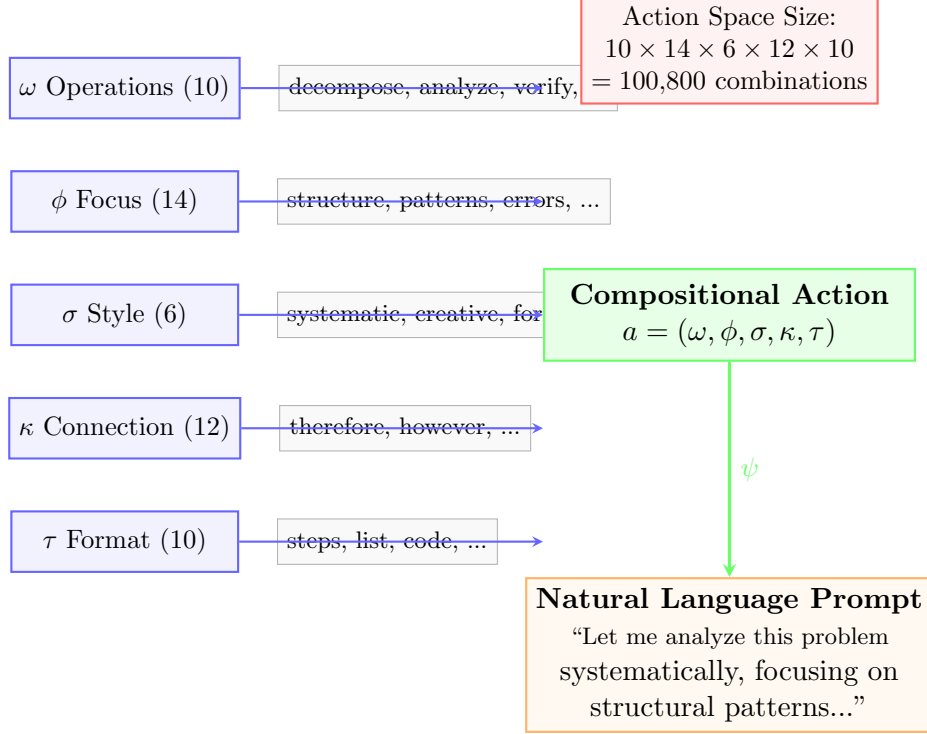 Action Space Size:
10 × 14 × 6 × 12 × 10
= 100,800 combinations
ω Operations (10)
decompose, analyze, verify,
ϕ Focus (14)
structure, patterns, errors, ...
σ Style (6)
systematic, creative, for
Compositional Action
a = (ω, ϕ, σ, κ, τ)
κ Connection (12)
therefore, however, ...
ψ
τ Format (10)
steps, list, code, ...
Natural Language Prompt
“Let me analyze this problem
systematically, focusing on
structural patterns...”